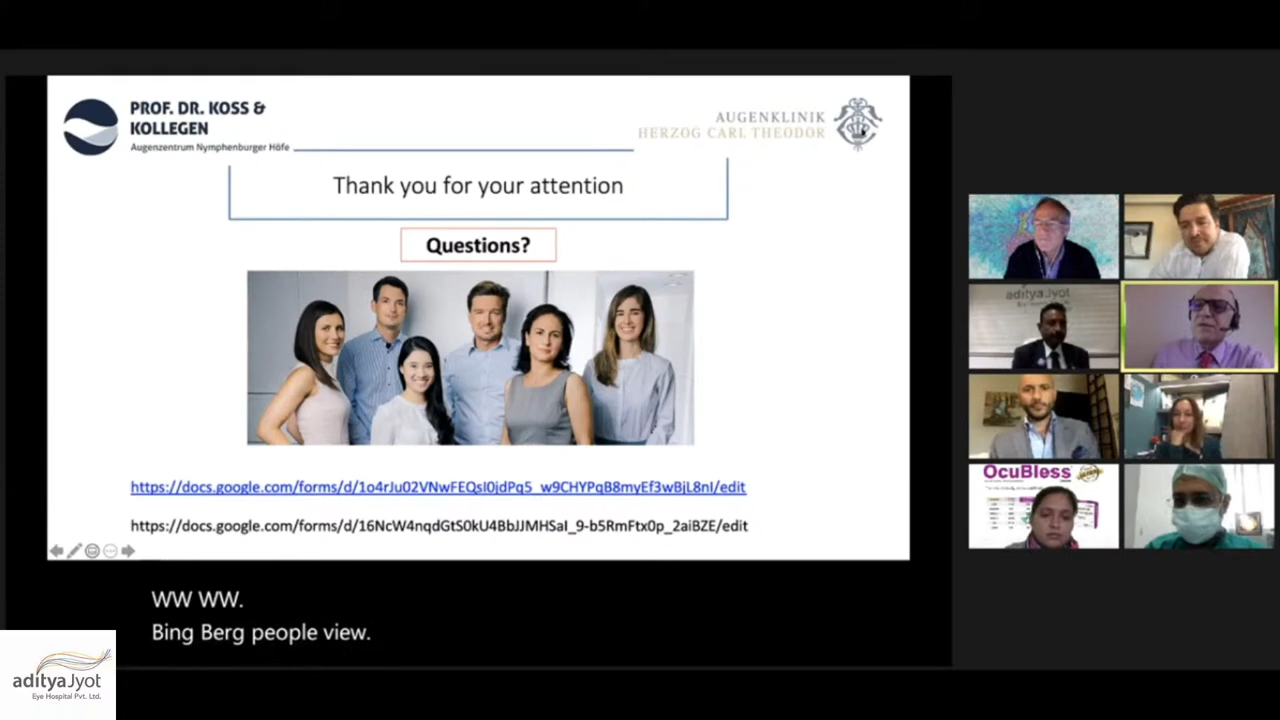 PROF. DR. KOSS &
KOLLEGEN
Augenzentrum Nymphenburger Höfe
AUGENKLINIK
HERZOG CARL THEODOR
Thank you for your attention
Questions?
https://docs.google.com/forms/d/1o4rJu02VNwFEQsI0jdPq5_w9CHYPqB8myEf3wBjL8nI/edit
https://docs.google.com/forms/d/16NcW4nqdGtS0kU4BbJJMHSaI_9-b5RmFtx0p_2aiBZE/edit
WW WW.
Bing Berg people view.
adityaJyot
Eye Hospital Pvt. Ltd.
adityaJyot
OcuBless